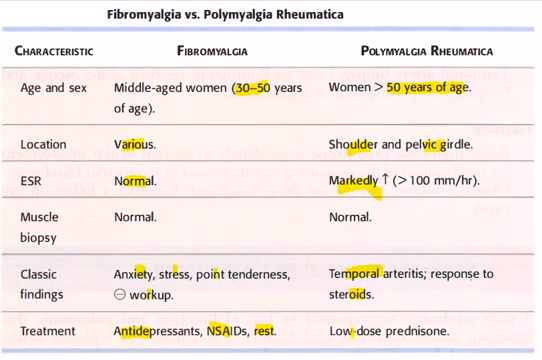 Fibromyalgia vs. Polymyalgia Rheumatica
CHARACTERISTIC FIBROMYALGIA POLYMYALGIA RHEUMATICA
Age and sex Middle-aged women (30–50 years Women > 50 years of age.
of age).
Location Various. Shoulder and pelvic girdle.
ESR Normal. Markedly ↑ (> 100 mm/hr).
Muscle Normal. Normal.
biopsy
Classic Anxiety, stress, point tenderness, Temporal arteritis; response to
findings ⊖ workup. steroids.
Treatment Antidepressants, NSAIDs, rest. Low-dose prednisone.